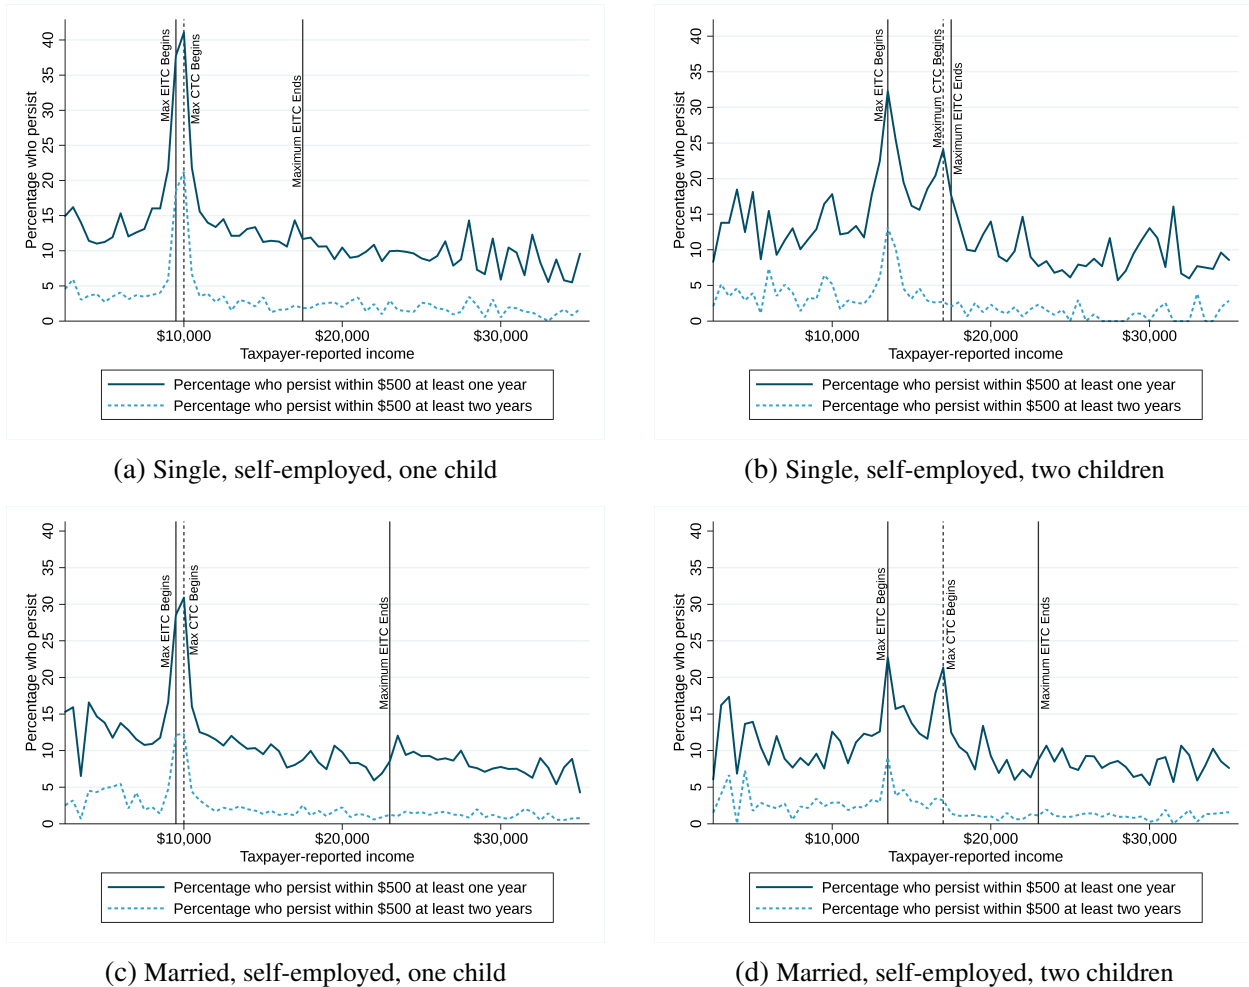 Percentage who persist
0 5 10 15 20 25 30 35 40
Max EITC Begins
Max CTC Begins
Maximum EITC Ends
$10,000 $20,000 $30,000
Taxpayer-reported income
Percentage who persist within $500 at least one year
Percentage who persist within $500 at least two years
(a) Single, self-employed, one child
Percentage who persist
0 5 10 15 20 25 30 35 40
Max EITC Begins
Maximum CTC Begins
Maximum EITC Ends
$10,000 $20,000 $30,000
Taxpayer-reported income
Percentage who persist within $500 at least one year
Percentage who persist within $500 at least two years
(b) Single, self-employed, two children
Percentage who persist
0 5 10 15 20 25 30 35 40
Max EITC Begins
Max CTC Begins
Maximum EITC Ends
$10,000 $20,000 $30,000
Taxpayer-reported income
Percentage who persist within $500 at least one year
Percentage who persist within $500 at least two years
(c) Married, self-employed, one child
Percentage who persist
0 5 10 15 20 25 30 35 40
Max EITC Begins
Max CTC Begins
Maximum EITC Ends
$10,000 $20,000 $30,000
Taxpayer-reported income
Percentage who persist within $500 at least one year
Percentage who persist within $500 at least two years
(d) Married, self-employed, two children